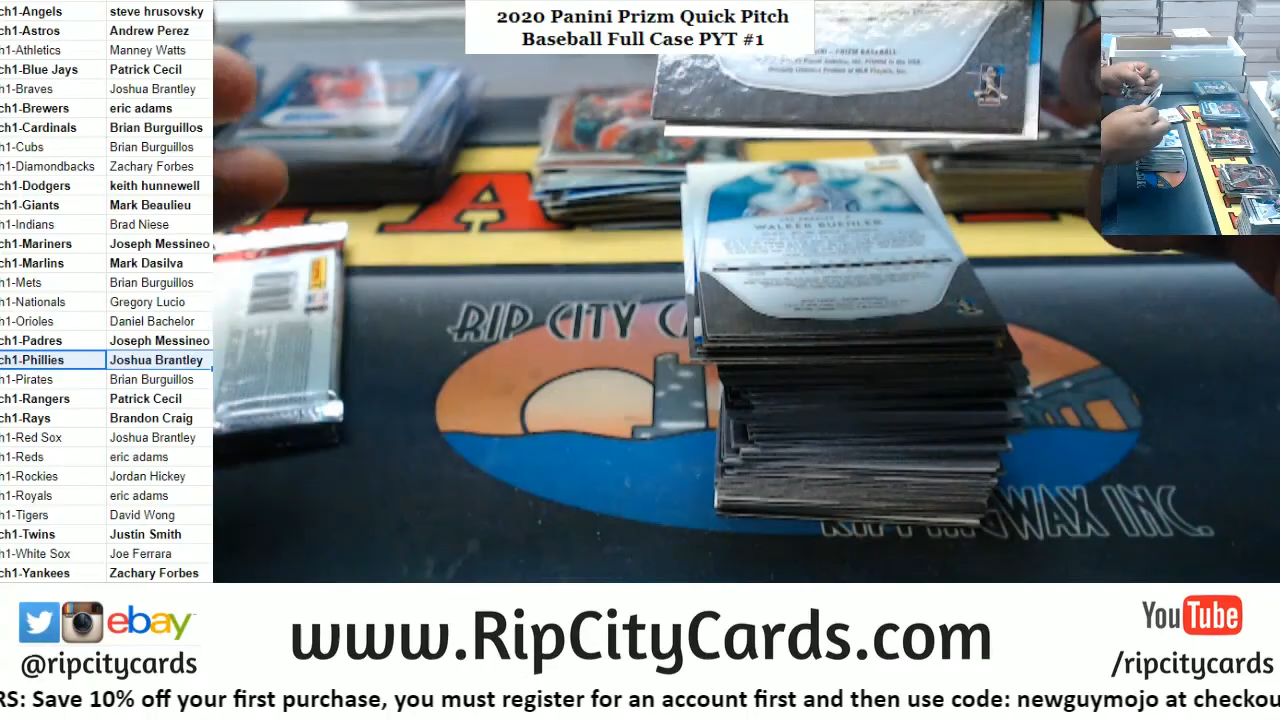 2020 Panini Prizm Quick Pitch
Baseball Full Case PYT #1
ch1-Angels steve hrusovsky
ch1-Astros Andrew Perez
ch1-Athletics Manney Watts
ch1-Blue Jays Patrick Cecil
ch1-Braves Joshua Brantley
ch1-Brewers eric adams
ch1-Cardinals Brian Burguillos
ch1-Cubs Brian Burguillos
ch1-Diamondbacks Zachary Forbes
ch1-Dodgers keith hunnewell
ch1-Giants Mark Beaulieu
ch1-Indians Brad Niese
ch1-Mariners Joseph Messineo
ch1-Marlins Mark Dasilva
h1-Mets Brian Burguillos
h1-Nationals Gregory Lucio
h1-Orioles Daniel Bachelor
ch1-Padres Joseph Messineo
ch1-Phillies Joshua Brantley
h1-Pirates Brian Burguillos
ch1-Rangers Patrick Cecil
ch1-Rays Brandon Craig
h1-Red Sox Joshua Brantley
h1-Reds eric adams
h1-Rockies Jordan Hickey
h1-Royals eric adams
h1-Tigers David Wong
ch1-Twins Justin Smith
h1-White Sox Joe Ferrara
ch1-Yankees Zachary Forbes
WALKER BUEHLER
RIP CITY C
RIPPINGWAX INC.
ebay
@ripcitycards
www.RipCityCards.com
YouTube
/ripcitycards
RS: Save 10% off your first purchase, you must register for an account first and then use code: newguymojo at checkou